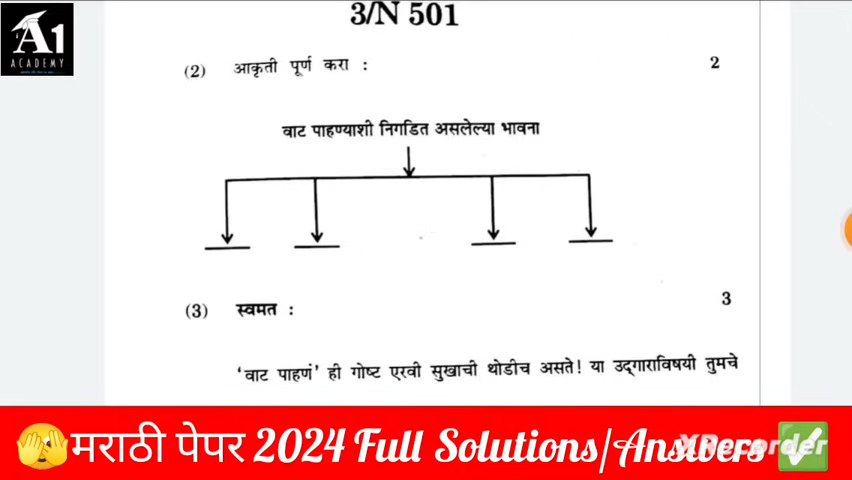 3/N 501
A1
ACADEMY
(2) आकृती पूर्ण करा : 2
वाट पाहण्याशी निगडित असलेल्या भावना
(3) स्वमत : 3
'वाट पाहणं' ही गोष्ट एरवी सुखाची थोडीच असते! या उद्‌गाराविषयी तुमचे
मराठी पेपर 2024 Full Solutions/Answers
XRecorder